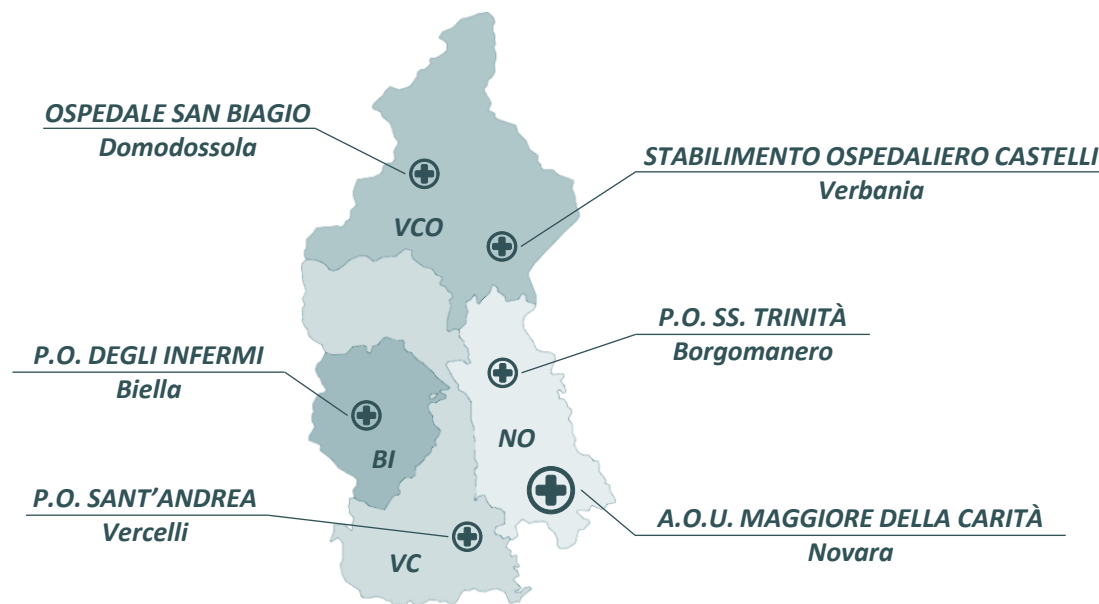 OSPEDALE SAN BIAGIO
Domodossola
STABILIMENTO OSPEDALIERO CASTELLI
Verbania
VCO
P.O. SS. TRINITÀ
Borgomanero
P.O. DEGLI INFERMI
Biella
NO
BI
P.O. SANT’ANDREA
Vercelli
A.O.U. MAGGIORE DELLA CARITÀ
Novara
VC